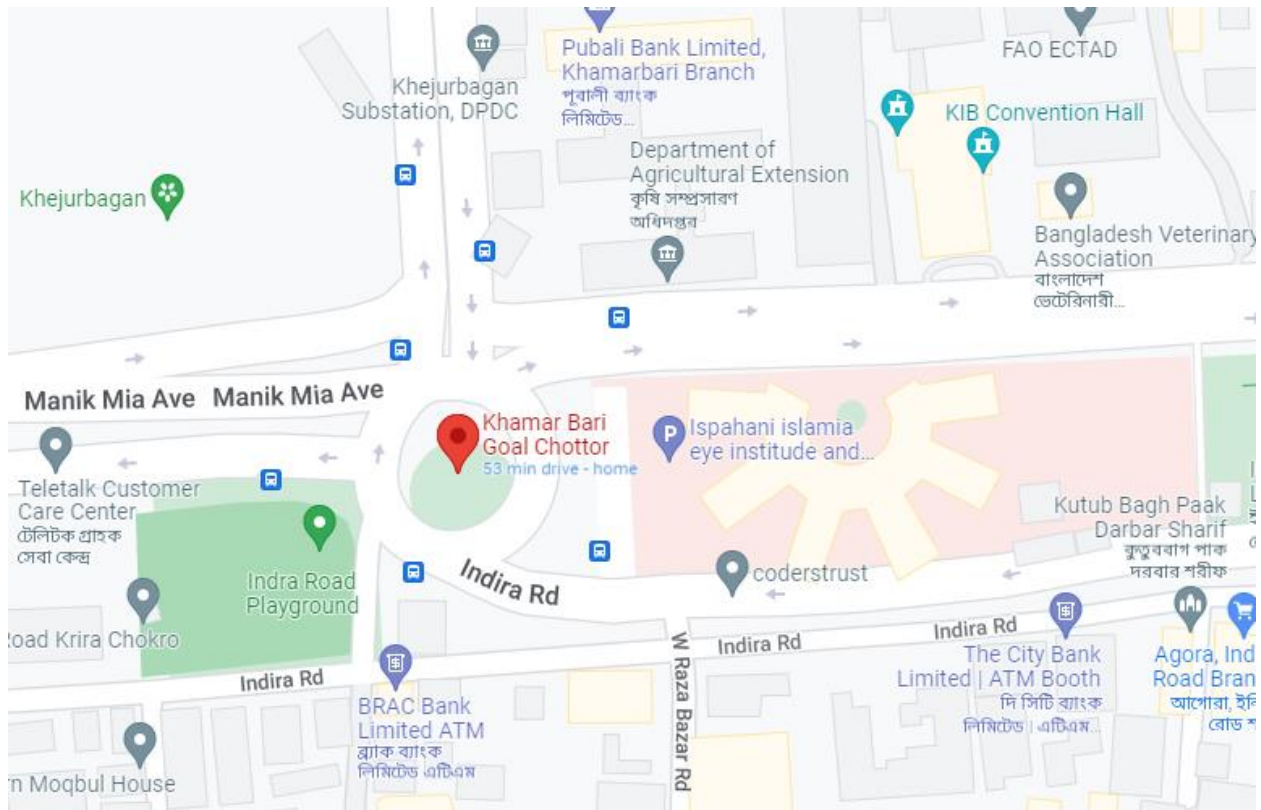 FAO ECTAD
Pubali Bank Limited,
Khamarbari Branch
পূবালী ব্যাংক
লিমিটেড...
Khejurbagan
Substation, DPDC
KIB Convention Hall
Department of
Agricultural Extension
কৃষি সম্প্রসারণ
অধিদপ্তর
Khejurbagan
Bangladesh Veterinary
Association
বাংলাদেশ
ভেটেরিনারী...
Manik Mia Ave Manik Mia Ave
Khamar Bari
Goal Chottor
53 min drive - home
P
Ispahani islamia
eye institude and...
Teletalk Customer
Care Center
টেলিটক গ্রাহক
সেবা কেন্দ্র
Kutub Bagh Paak
Darbar Sharif
কুতুববাগ পাক
দরবার শরীফ
Indra Road
Playground
Indira Rd
coderstrust
oad Krira Chokro
Indira Rd
Indira Rd
Indira Rd
W Raza Bazar Rd
BRAC Bank
Limited ATM
ব্র্যাক ব্যাংক
লিমিটেড এটিএম
The City Bank
Limited | ATM Booth
দি সিটি ব্যাংক
লিমিটেড | এটিএম...
Agora, Ind
Road Bran
আগোরা, ইন্দি
রোড শ
n Moqbul House